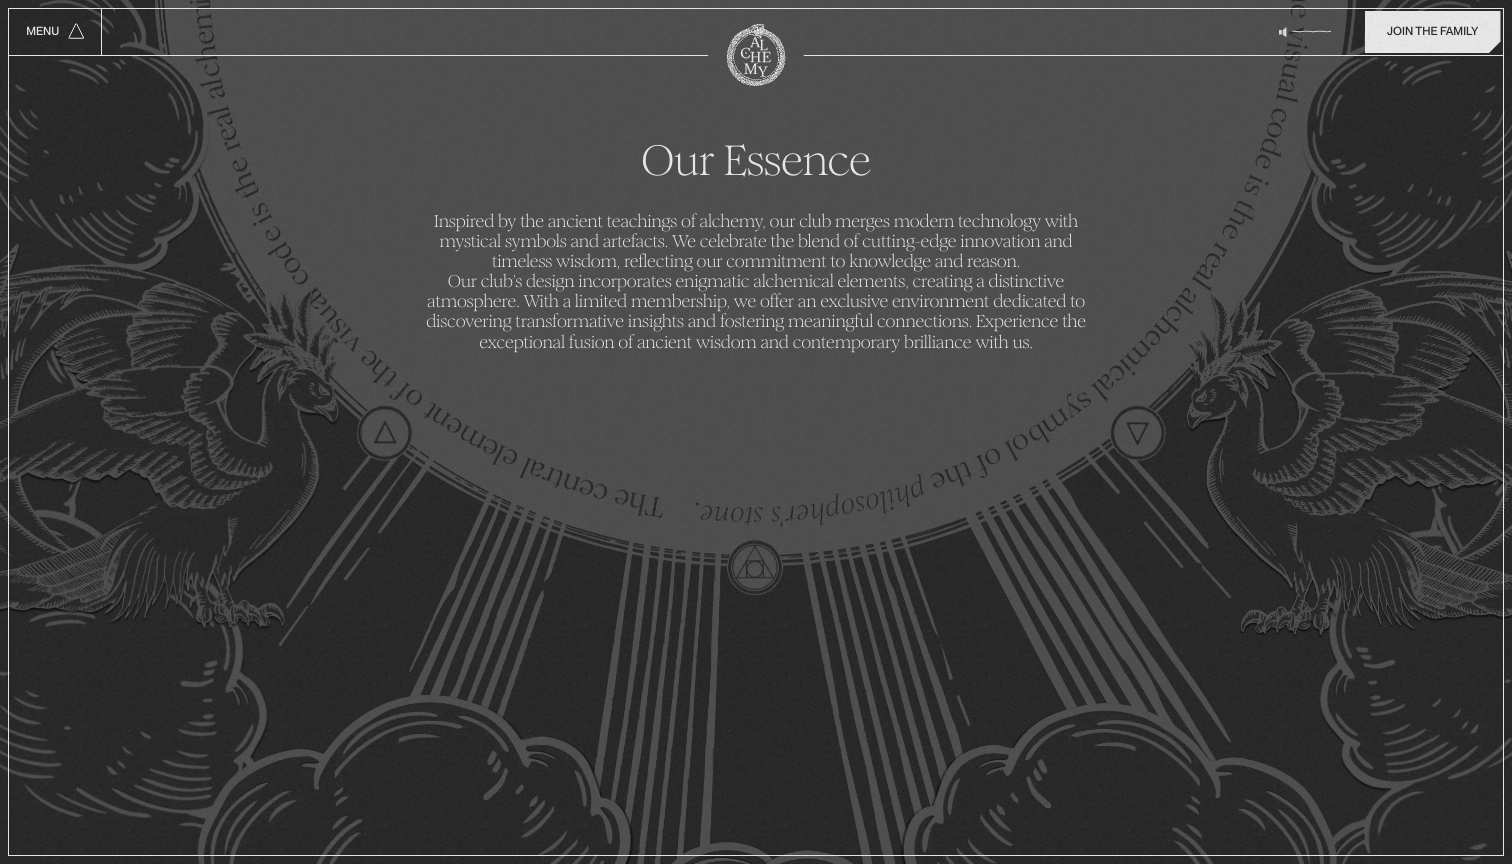 MENU
AL
CHE
MY
JOIN THE FAMILY
Our Essence
Inspired by the ancient teachings of alchemy, our club merges modern technology with
mystical symbols and artefacts. We celebrate the blend of cutting-edge innovation and
timeless wisdom, reflecting our commitment to knowledge and reason.
Our club's design incorporates enigmatic alchemical elements, creating a distinctive
atmosphere. With a limited membership, we offer an exclusive environment dedicated to
discovering transformative insights and fostering meaningful connections. Experience the
exceptional fusion of ancient wisdom and contemporary brilliance with us.
The central element of the visual code is the real alchemi
e visual code is the real alchemical symbol of the philosopher's stone.